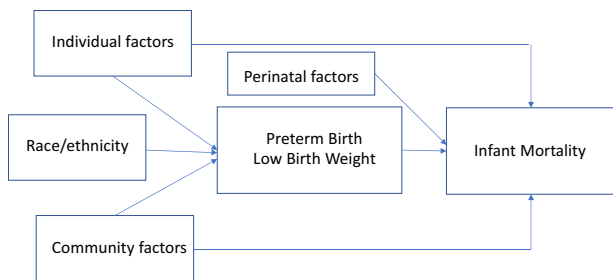 Individual factors
Perinatal factors
Race/ethnicity
Preterm Birth
Low Birth Weight
Infant Mortality
Community factors